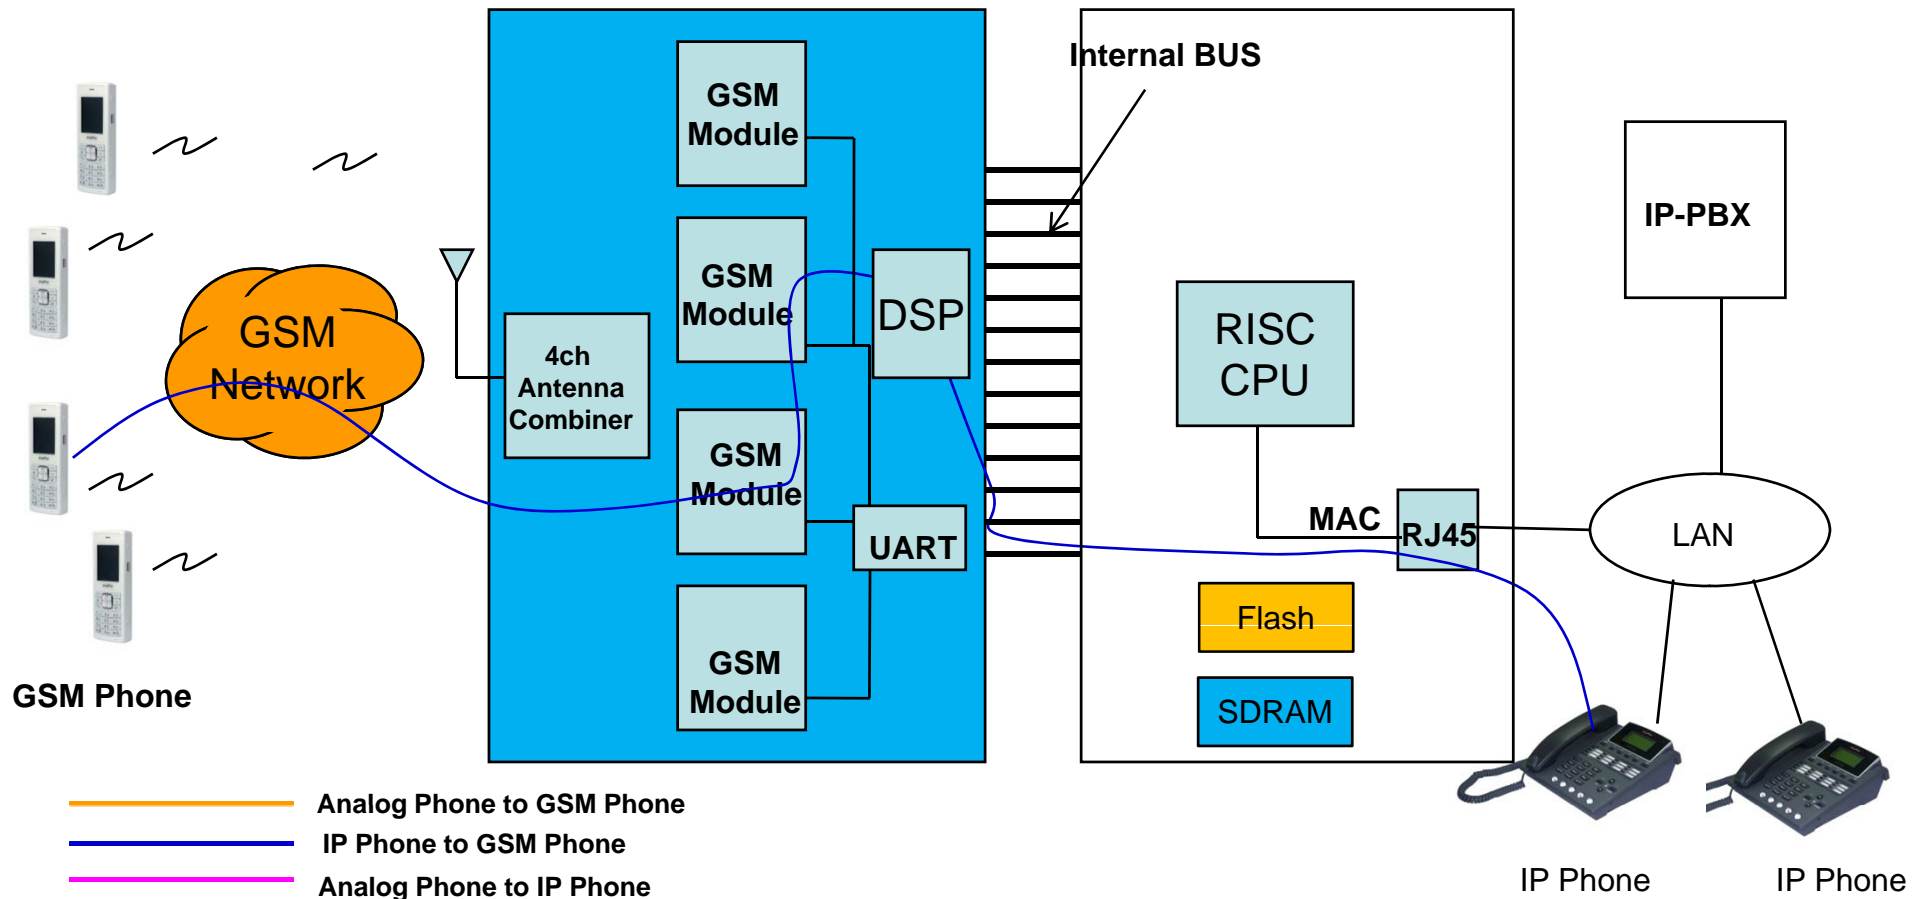 Internal BUS
GSM
Module
GSM
Module
GSM
Module
GSM
Module
DSP
UART
4ch
Antenna
Combiner
GSM
Network
GSM Phone
RISC
CPU
MAC
RJ45
Flash
SDRAM
IP-PBX
LAN
IP Phone
IP Phone
Analog Phone to GSM Phone
IP Phone to GSM Phone
Analog Phone to IP Phone